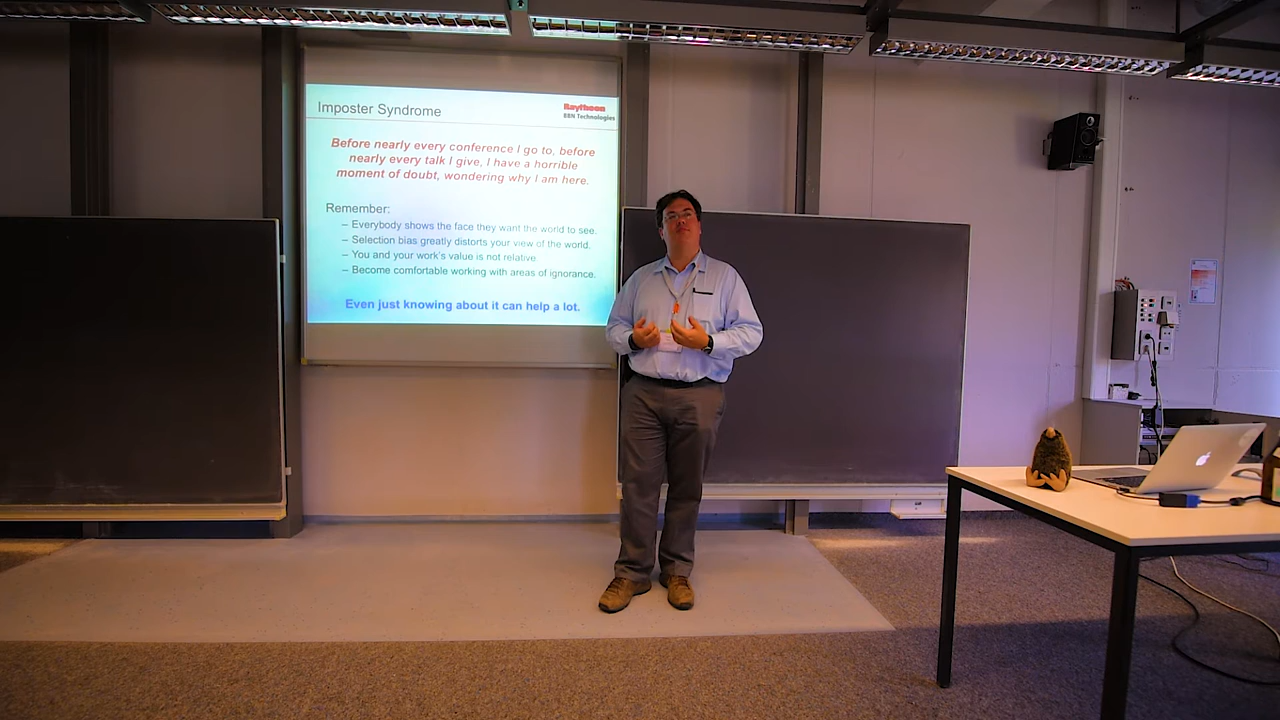 Imposter Syndrome
Raytheon
BBN Technologies
Before nearly every conference I go to, before
nearly every talk I give, I have a horrible
moment of doubt, wondering why I am here.
Remember:
– Everybody shows the face they want the world to see.
– Selection bias greatly distorts your view of the world.
– You and your work's value is not relative.
– Become comfortable working with areas of ignorance.
Even just knowing about it can help a lot.